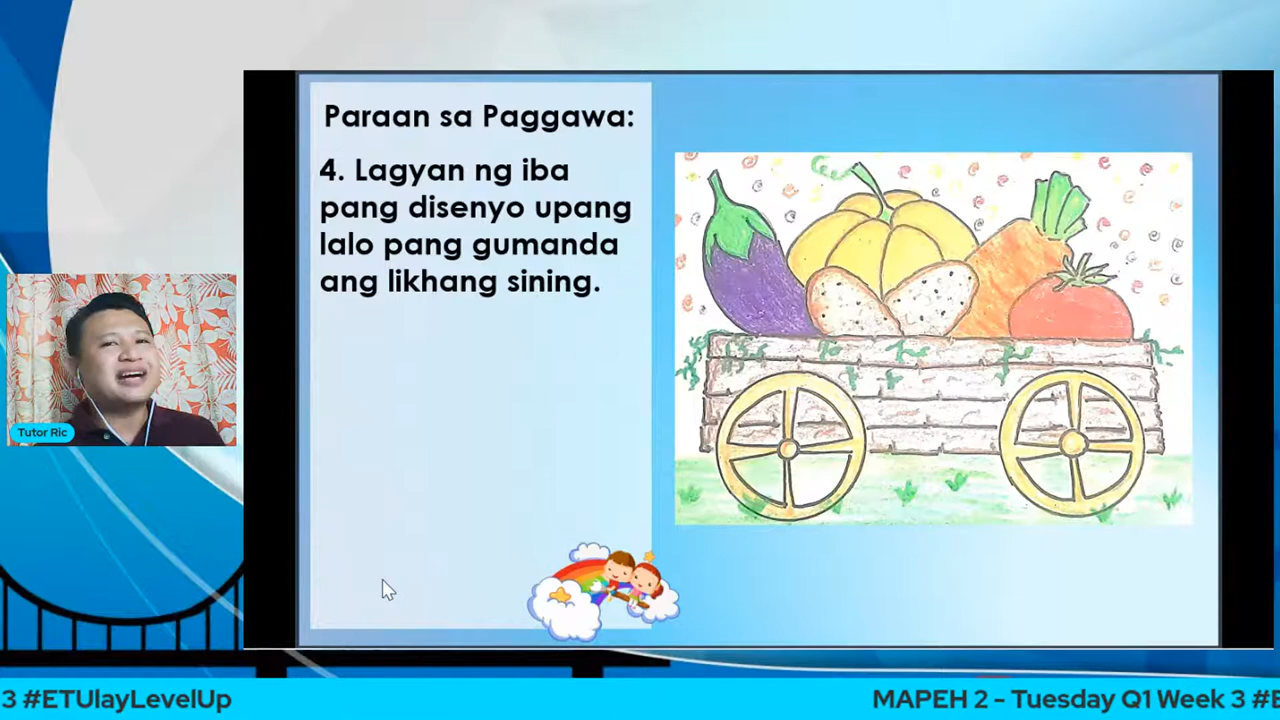 Paraan sa Paggawa:
4. Lagyan ng iba
pang disenyo upang
lalo pang gumanda
ang likhang sining.
Tutor Ric
3 #ETUlayLevelUp
MAPEH 2 - Tuesday Q1 Week 3 #E